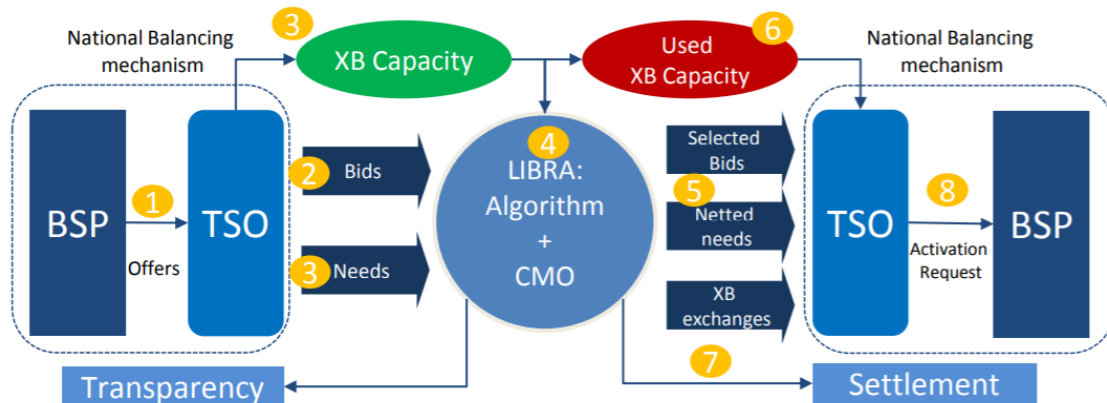 National Balancing
mechanism
3
XB Capacity
Used
XB Capacity
6
National Balancing
mechanism
BSP
1
Offers
TSO
2
Bids
3
Needs
4
LIBRA:
Algorithm
+
CMO
Selected
Bids
5
Netted
needs
XB
exchanges
7
TSO
8
Activation
Request
BSP
Transparency
Settlement